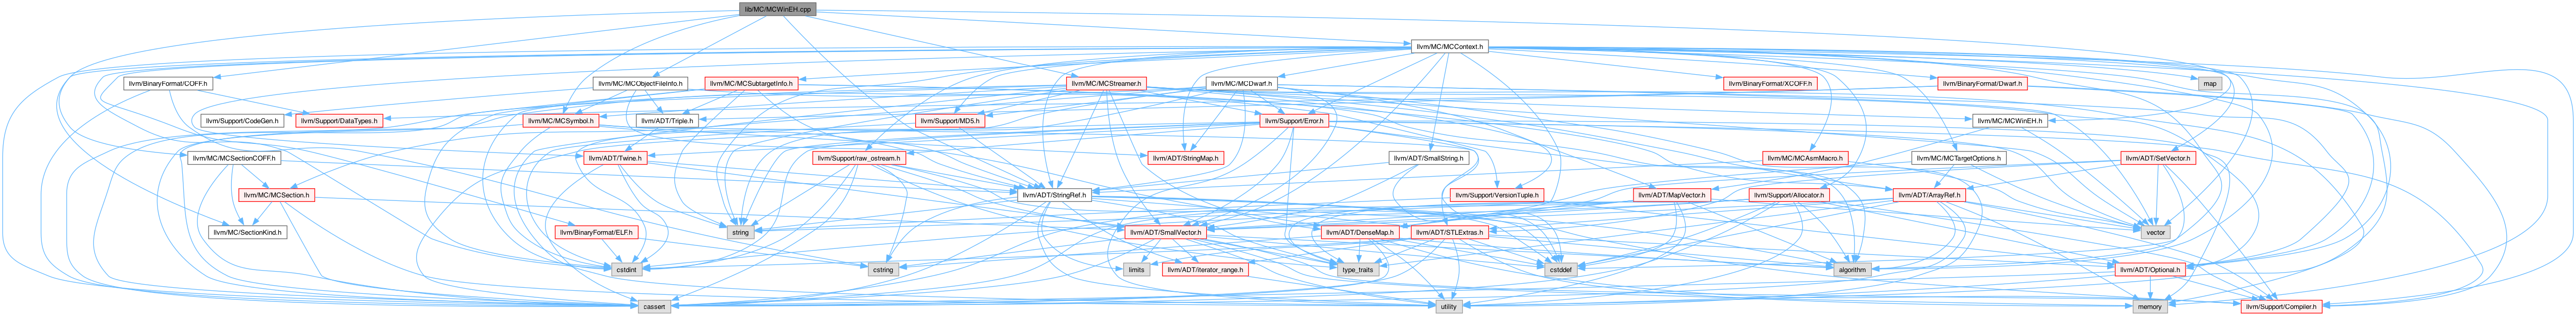 lib/MC/MCWinEH.cpp
llvm/MC/MCContext.h
llvm/BinaryFormat/COFF.h
llvm/MC/MCObjectFileInfo.h
llvm/MC/MCSubtargetInfo.h
llvm/MC/MCStreamer.h
llvm/MC/MCDwarf.h
llvm/BinaryFormat/XCOFF.h
llvm/BinaryFormat/Dwarf.h
map
llvm/Support/CodeGen.h
llvm/Support/DataTypes.h
llvm/MC/MCSymbol.h
llvm/ADT/Triple.h
llvm/Support/MD5.h
llvm/Support/Error.h
llvm/MC/MCWinEH.h
llvm/MC/MCSectionCOFF.h
llvm/ADT/Twine.h
llvm/Support/raw_ostream.h
llvm/ADT/StringMap.h
llvm/ADT/SmallString.h
llvm/MC/MCAsmMacro.h
llvm/MC/MCTargetOptions.h
llvm/ADT/SetVector.h
llvm/MC/MCSection.h
llvm/ADT/StringRef.h
llvm/Support/VersionTuple.h
llvm/ADT/MapVector.h
llvm/Support/Allocator.h
llvm/ADT/ArrayRef.h
llvm/MC/SectionKind.h
llvm/BinaryFormat/ELF.h
string
llvm/ADT/SmallVector.h
llvm/ADT/DenseMap.h
llvm/ADT/STLExtras.h
vector
cstdint
cstring
limits
llvm/ADT/iterator_range.h
type_traits
cstddef
algorithm
llvm/ADT/Optional.h
cassert
utility
memory
llvm/Support/Compiler.h